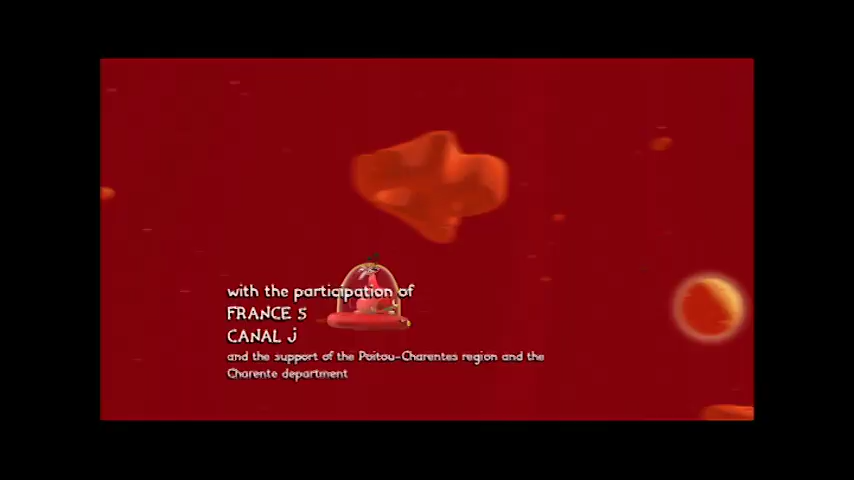 with the participation of
FRANCE 5
CANAL j
and the support of the Poitou-Charentes region and the
Charente department